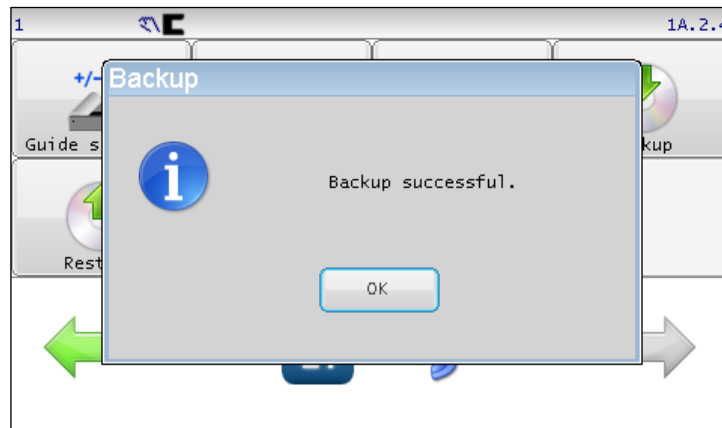 1
1A.2.4
Backup
+/-
Guide s
kup
Backup successful.
Rest
OK